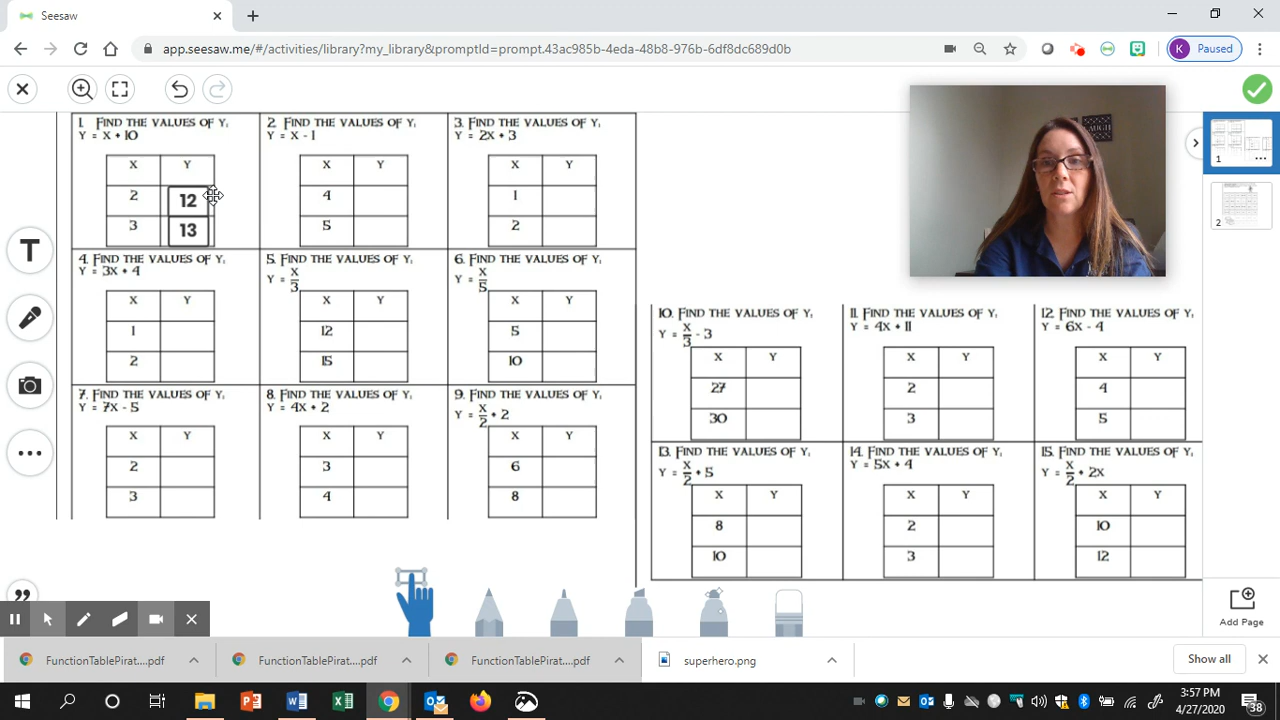 Seesaw
app.seesaw.me/#/activities/library?my_library&promptId=prompt.43ac985b-4eda-48b8-976b-6df8dc689d0b
K Paused
1. FIND THE VALUES OF Y.
Y = X + 10
X Y
2 12
3 13
2. FIND THE VALUES OF Y.
Y = X - 1
X Y
4
5
3. FIND THE VALUES OF Y.
Y = 2X + 3
X Y
1
2
4. FIND THE VALUES OF Y.
Y = 3X + 4
X Y
1
2
5. FIND THE VALUES OF Y.
Y = X/3
X Y
12
15
6. FIND THE VALUES OF Y.
Y = X/5
X Y
5
10
7. FIND THE VALUES OF Y.
Y = 7X - 5
X Y
2
3
8. FIND THE VALUES OF Y.
Y = 4X + 2
X Y
3
4
9. FIND THE VALUES OF Y.
Y = X/2 + 2
X Y
6
8
10. FIND THE VALUES OF Y.
Y = X/3 - 3
X Y
27
30
11. FIND THE VALUES OF Y.
Y = 4X + 11
X Y
2
3
12. FIND THE VALUES OF Y.
Y = 6X - 4
X Y
4
5
13. FIND THE VALUES OF Y.
Y = X/2 + 5
X Y
8
10
14. FIND THE VALUES OF Y.
Y = 5X + 4
X Y
2
3
15. FIND THE VALUES OF Y.
Y = X/2 + 2X
X Y
10
12
T
LAUGH
1
2
Add Page
FunctionTablePirat....pdf
FunctionTablePirat....pdf
FunctionTablePirat....pdf
superhero.png
Show all
3:57 PM
4/27/2020
38